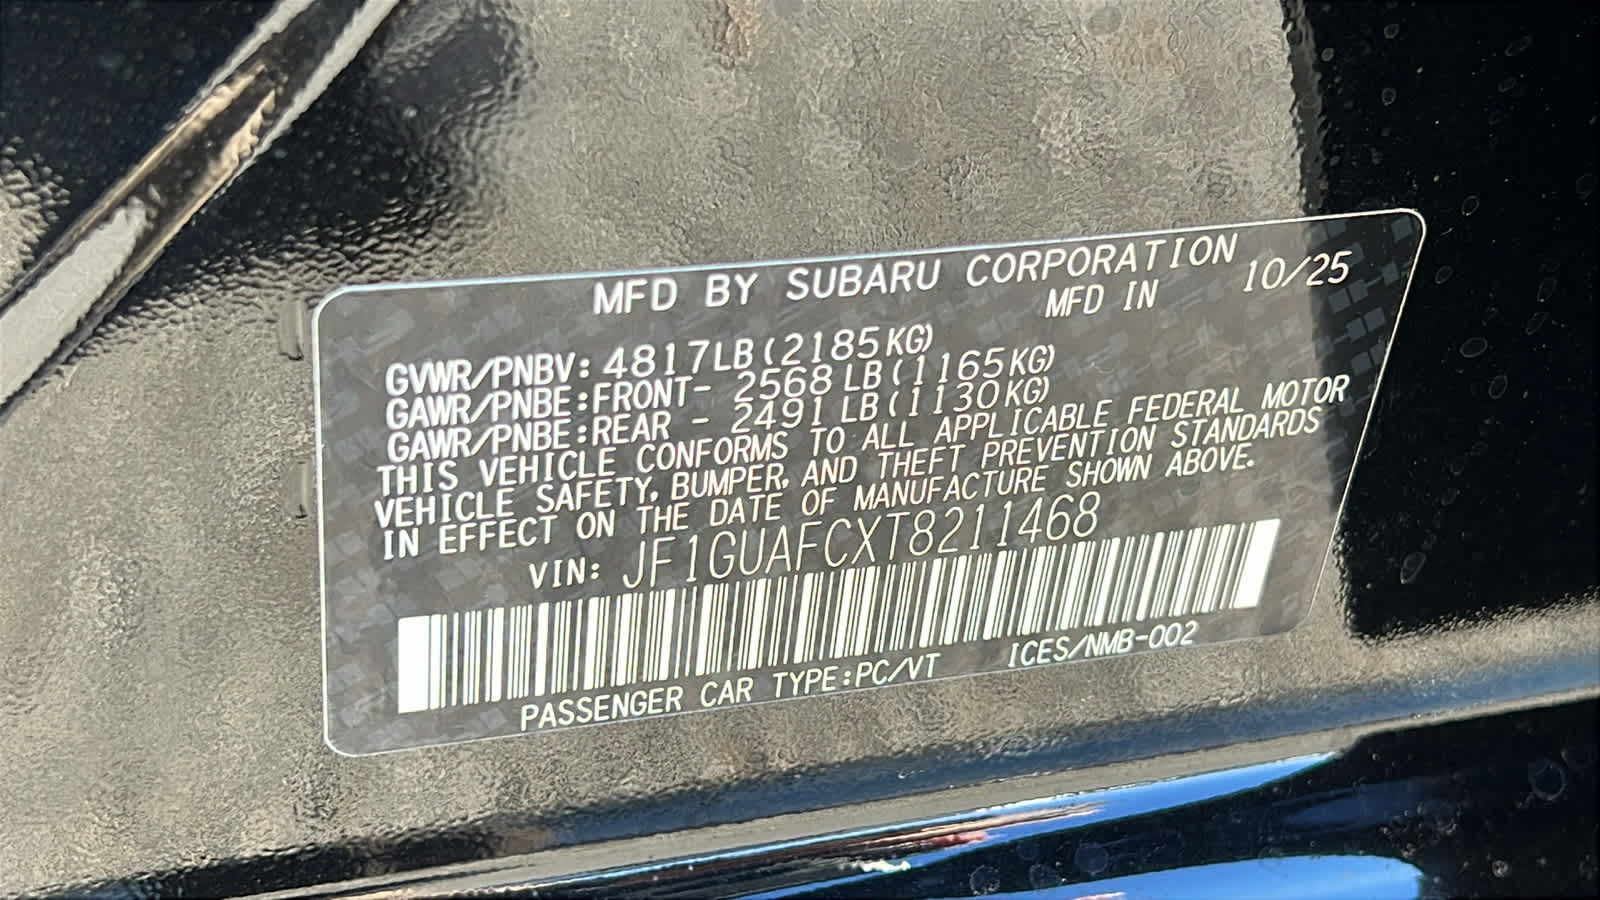 MFD BY SUBARU CORPORATION
MFD IN 10/25
GVWR/PNBV: 4817LB(2185KG)
GAWR/PNBE:FRONT- 2568LB(1165KG)
GAWR/PNBE:REAR - 2491LB(1130KG)
THIS VEHICLE CONFORMS TO ALL APPLICABLE FEDERAL MOTOR
VEHICLE SAFETY, BUMPER, AND THEFT PREVENTION STANDARDS
IN EFFECT ON THE DATE OF MANUFACTURE SHOWN ABOVE.
VIN: JF1GUAFCXT8211468
PASSENGER CAR TYPE:PC/VT ICES/NMB-002